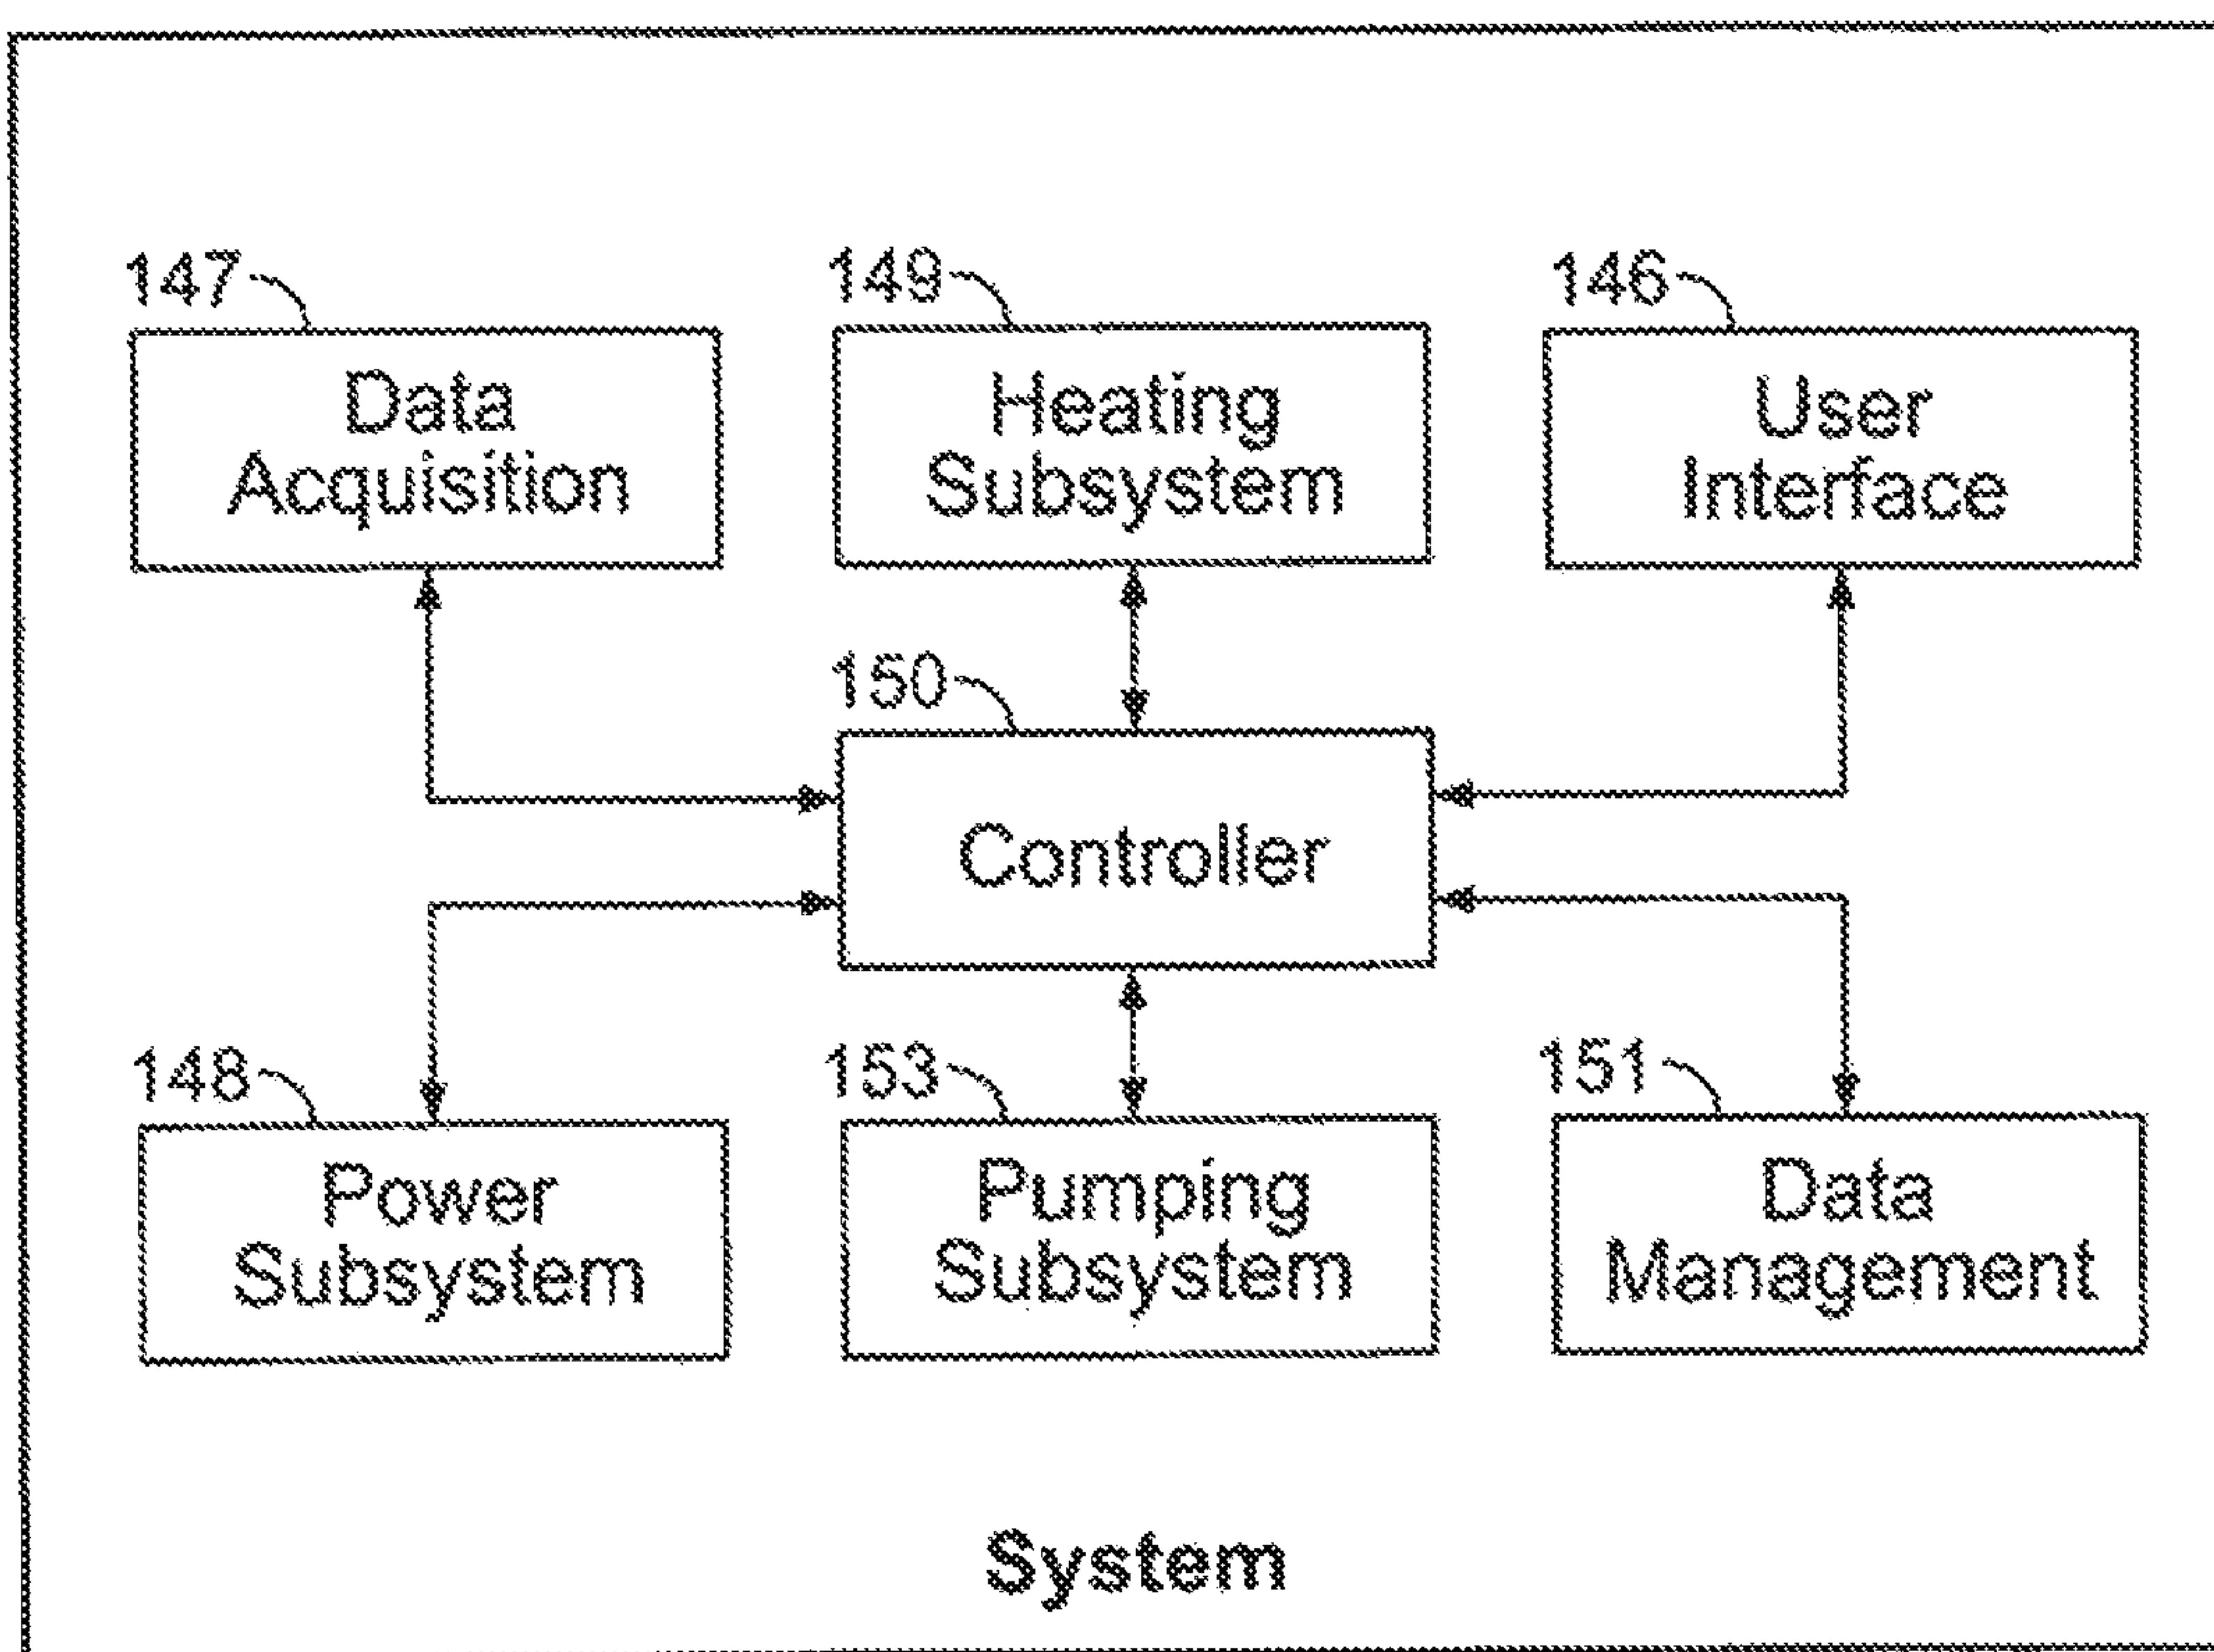 147
149
146
Data
Acquisition
Heating
Subsystem
User
Interface
150
Controller
148
153
151
Power
Subsystem
Pumping
Subsystem
Data
Management
System